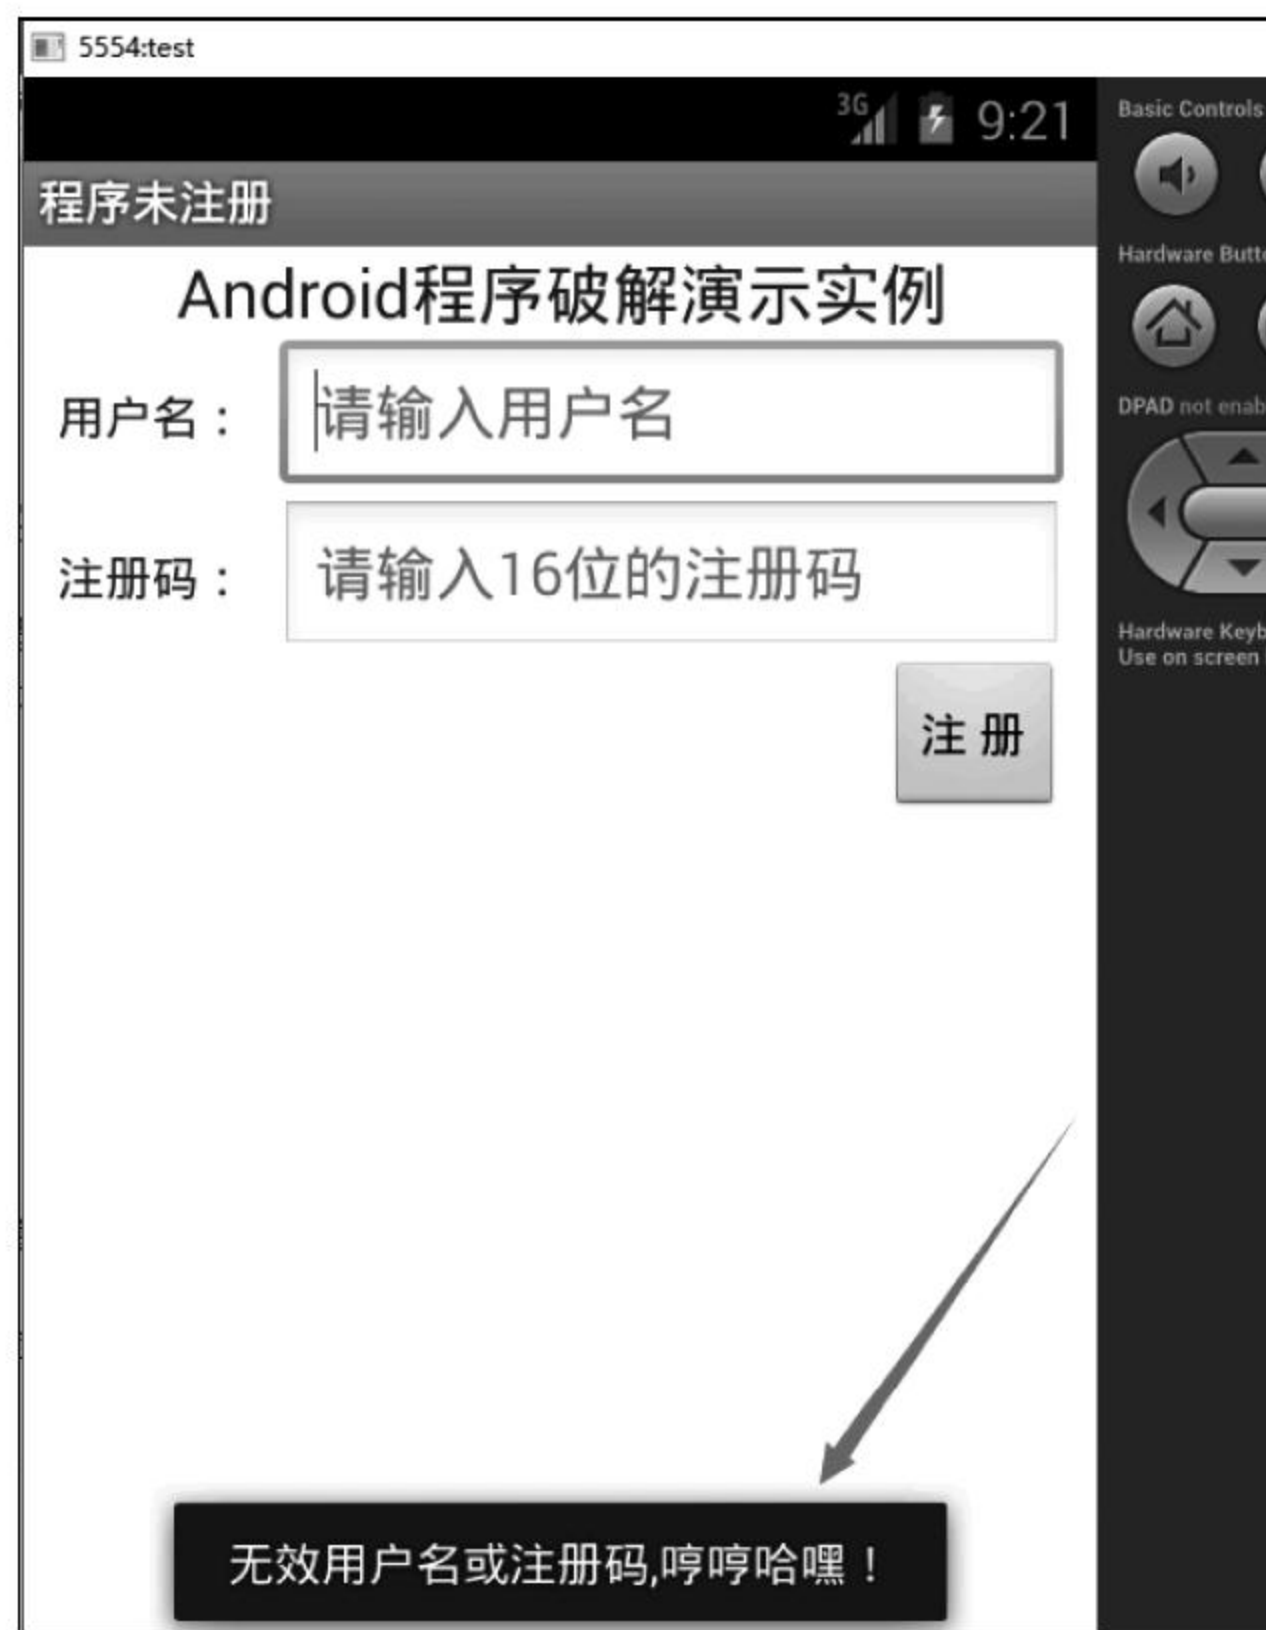 5554:test
3G 9:21
Basic Controls
程序未注册
Hardware Butt
Android程序破解演示实例
用户名：
请输入用户名
DPAD not enab
注册码：
请输入16位的注册码
Hardware Keyb
Use on screen
注 册
无效用户名或注册码,哼哼哈嘿！